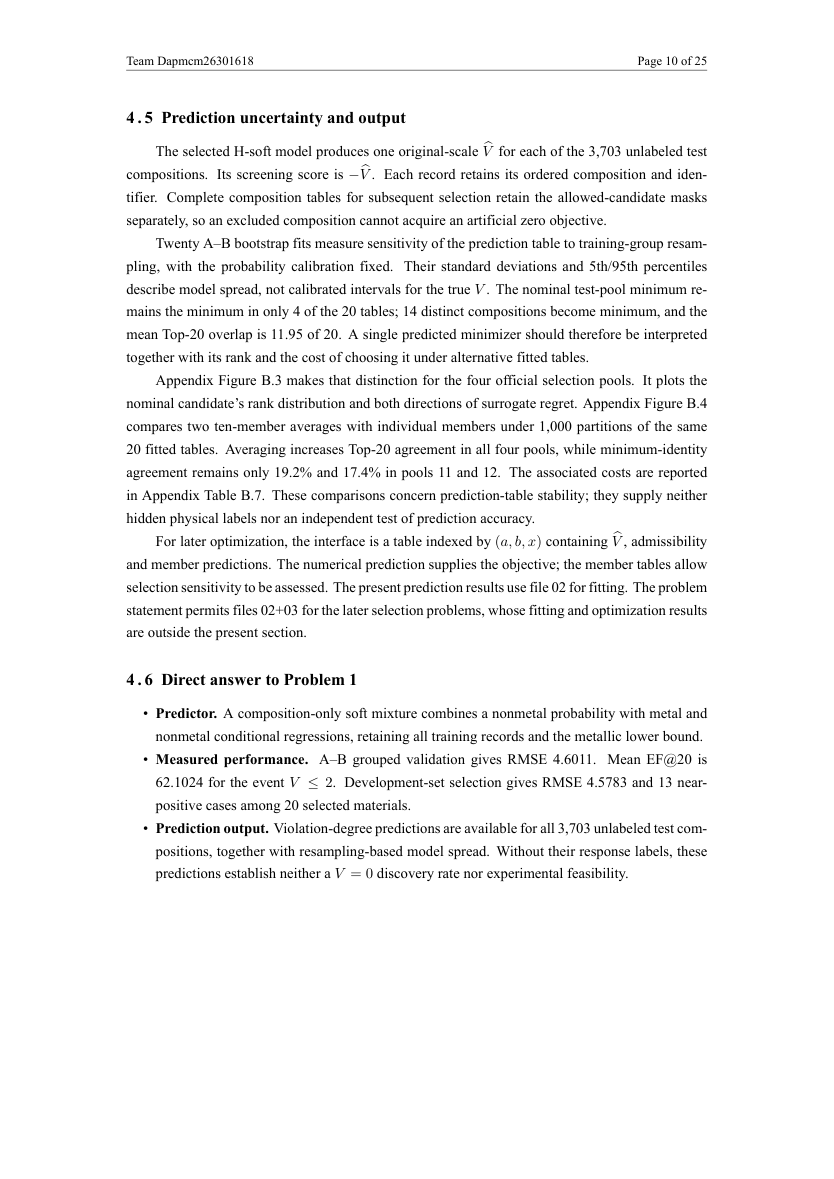 Team Dapmcm26301618 Page 10 of 25
4.5 Prediction uncertainty and output
The selected H-soft model produces one original-scale V̂ for each of the 3,703 unlabeled test
compositions. Its screening score is −V̂. Each record retains its ordered composition and iden-
tifier. Complete composition tables for subsequent selection retain the allowed-candidate masks
separately, so an excluded composition cannot acquire an artificial zero objective.
Twenty A–B bootstrap fits measure sensitivity of the prediction table to training-group resam-
pling, with the probability calibration fixed. Their standard deviations and 5th/95th percentiles
describe model spread, not calibrated intervals for the true V. The nominal test-pool minimum re-
mains the minimum in only 4 of the 20 tables; 14 distinct compositions become minimum, and the
mean Top-20 overlap is 11.95 of 20. A single predicted minimizer should therefore be interpreted
together with its rank and the cost of choosing it under alternative fitted tables.
Appendix Figure B.3 makes that distinction for the four official selection pools. It plots the
nominal candidate's rank distribution and both directions of surrogate regret. Appendix Figure B.4
compares two ten-member averages with individual members under 1,000 partitions of the same
20 fitted tables. Averaging increases Top-20 agreement in all four pools, while minimum-identity
agreement remains only 19.2% and 17.4% in pools 11 and 12. The associated costs are reported
in Appendix Table B.7. These comparisons concern prediction-table stability; they supply neither
hidden physical labels nor an independent test of prediction accuracy.
For later optimization, the interface is a table indexed by (a, b, x) containing V̂, admissibility
and member predictions. The numerical prediction supplies the objective; the member tables allow
selection sensitivity to be assessed. The present prediction results use file 02 for fitting. The problem
statement permits files 02+03 for the later selection problems, whose fitting and optimization results
are outside the present section.
4.6 Direct answer to Problem 1
• Predictor. A composition-only soft mixture combines a nonmetal probability with metal and
nonmetal conditional regressions, retaining all training records and the metallic lower bound.
• Measured performance. A–B grouped validation gives RMSE 4.6011. Mean EF@20 is
62.1024 for the event V ≤ 2. Development-set selection gives RMSE 4.5783 and 13 near-
positive cases among 20 selected materials.
• Prediction output. Violation-degree predictions are available for all 3,703 unlabeled test com-
positions, together with resampling-based model spread. Without their response labels, these
predictions establish neither a V = 0 discovery rate nor experimental feasibility.